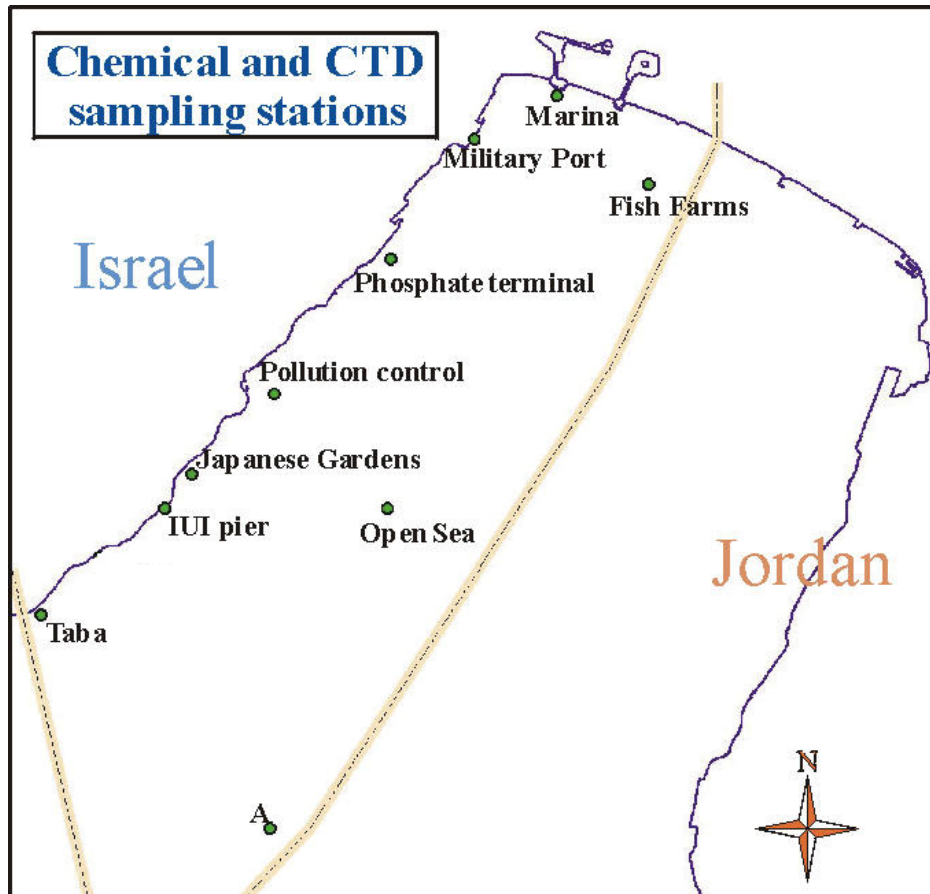 Chemical and CTD
sampling stations
Marina
Military Port
Fish Farms
Israel
Phosphate terminal
Pollution control
Japanese Gardens
IUI pier
Open Sea
Jordan
Taba
N
A